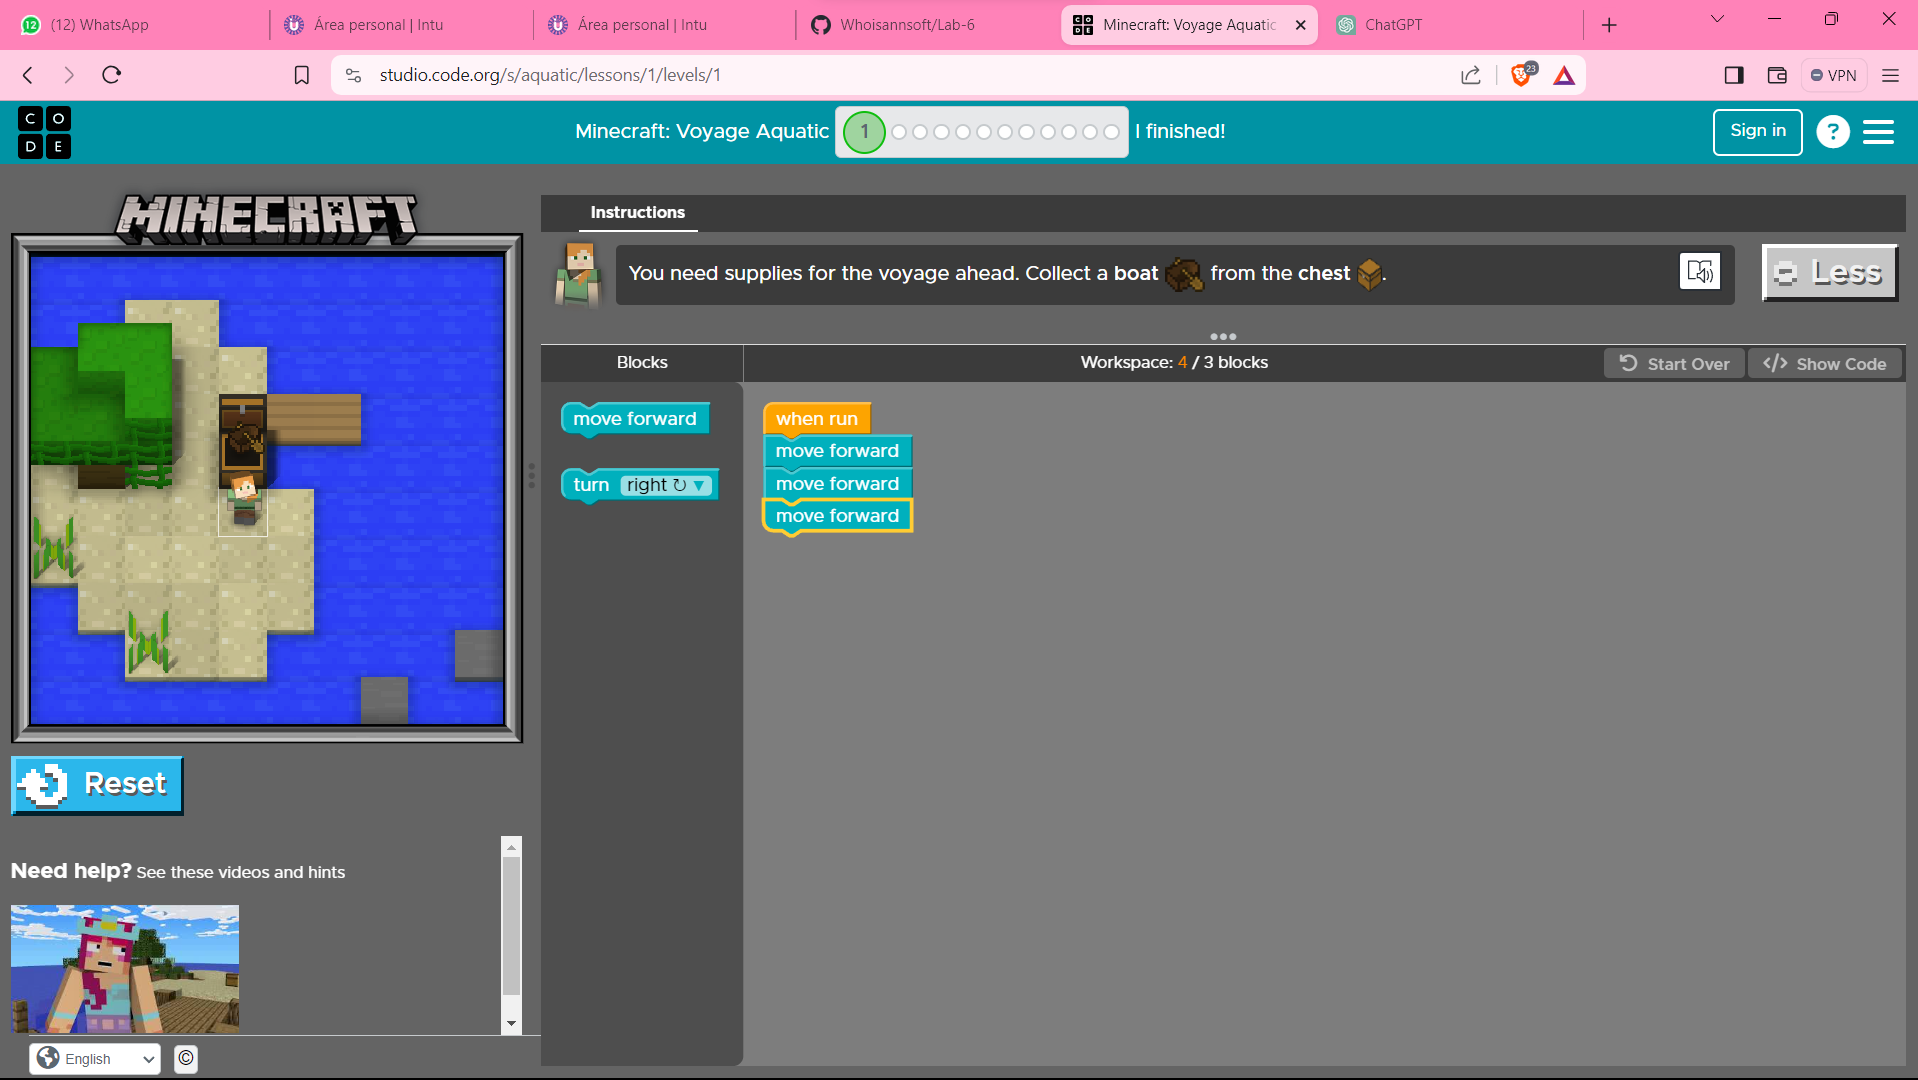 (12) WhatsApp
Área personal | Intu
Área personal | Intu
Whoisannsoft/Lab-6
Minecraft: Voyage Aquatic
ChatGPT
studio.code.org/s/aquatic/lessons/1/levels/1
23
VPN
CODE
Minecraft: Voyage Aquatic
1
I finished!
Sign in
?
MINECRAFT
Instructions
You need supplies for the voyage ahead. Collect a boat from the chest.
Less
Blocks
Workspace: 4 / 3 blocks
Start Over
</> Show Code
move forward
turn right ↻ ▼
when run
move forward
move forward
move forward
Reset
Need help? See these videos and hints
English
©